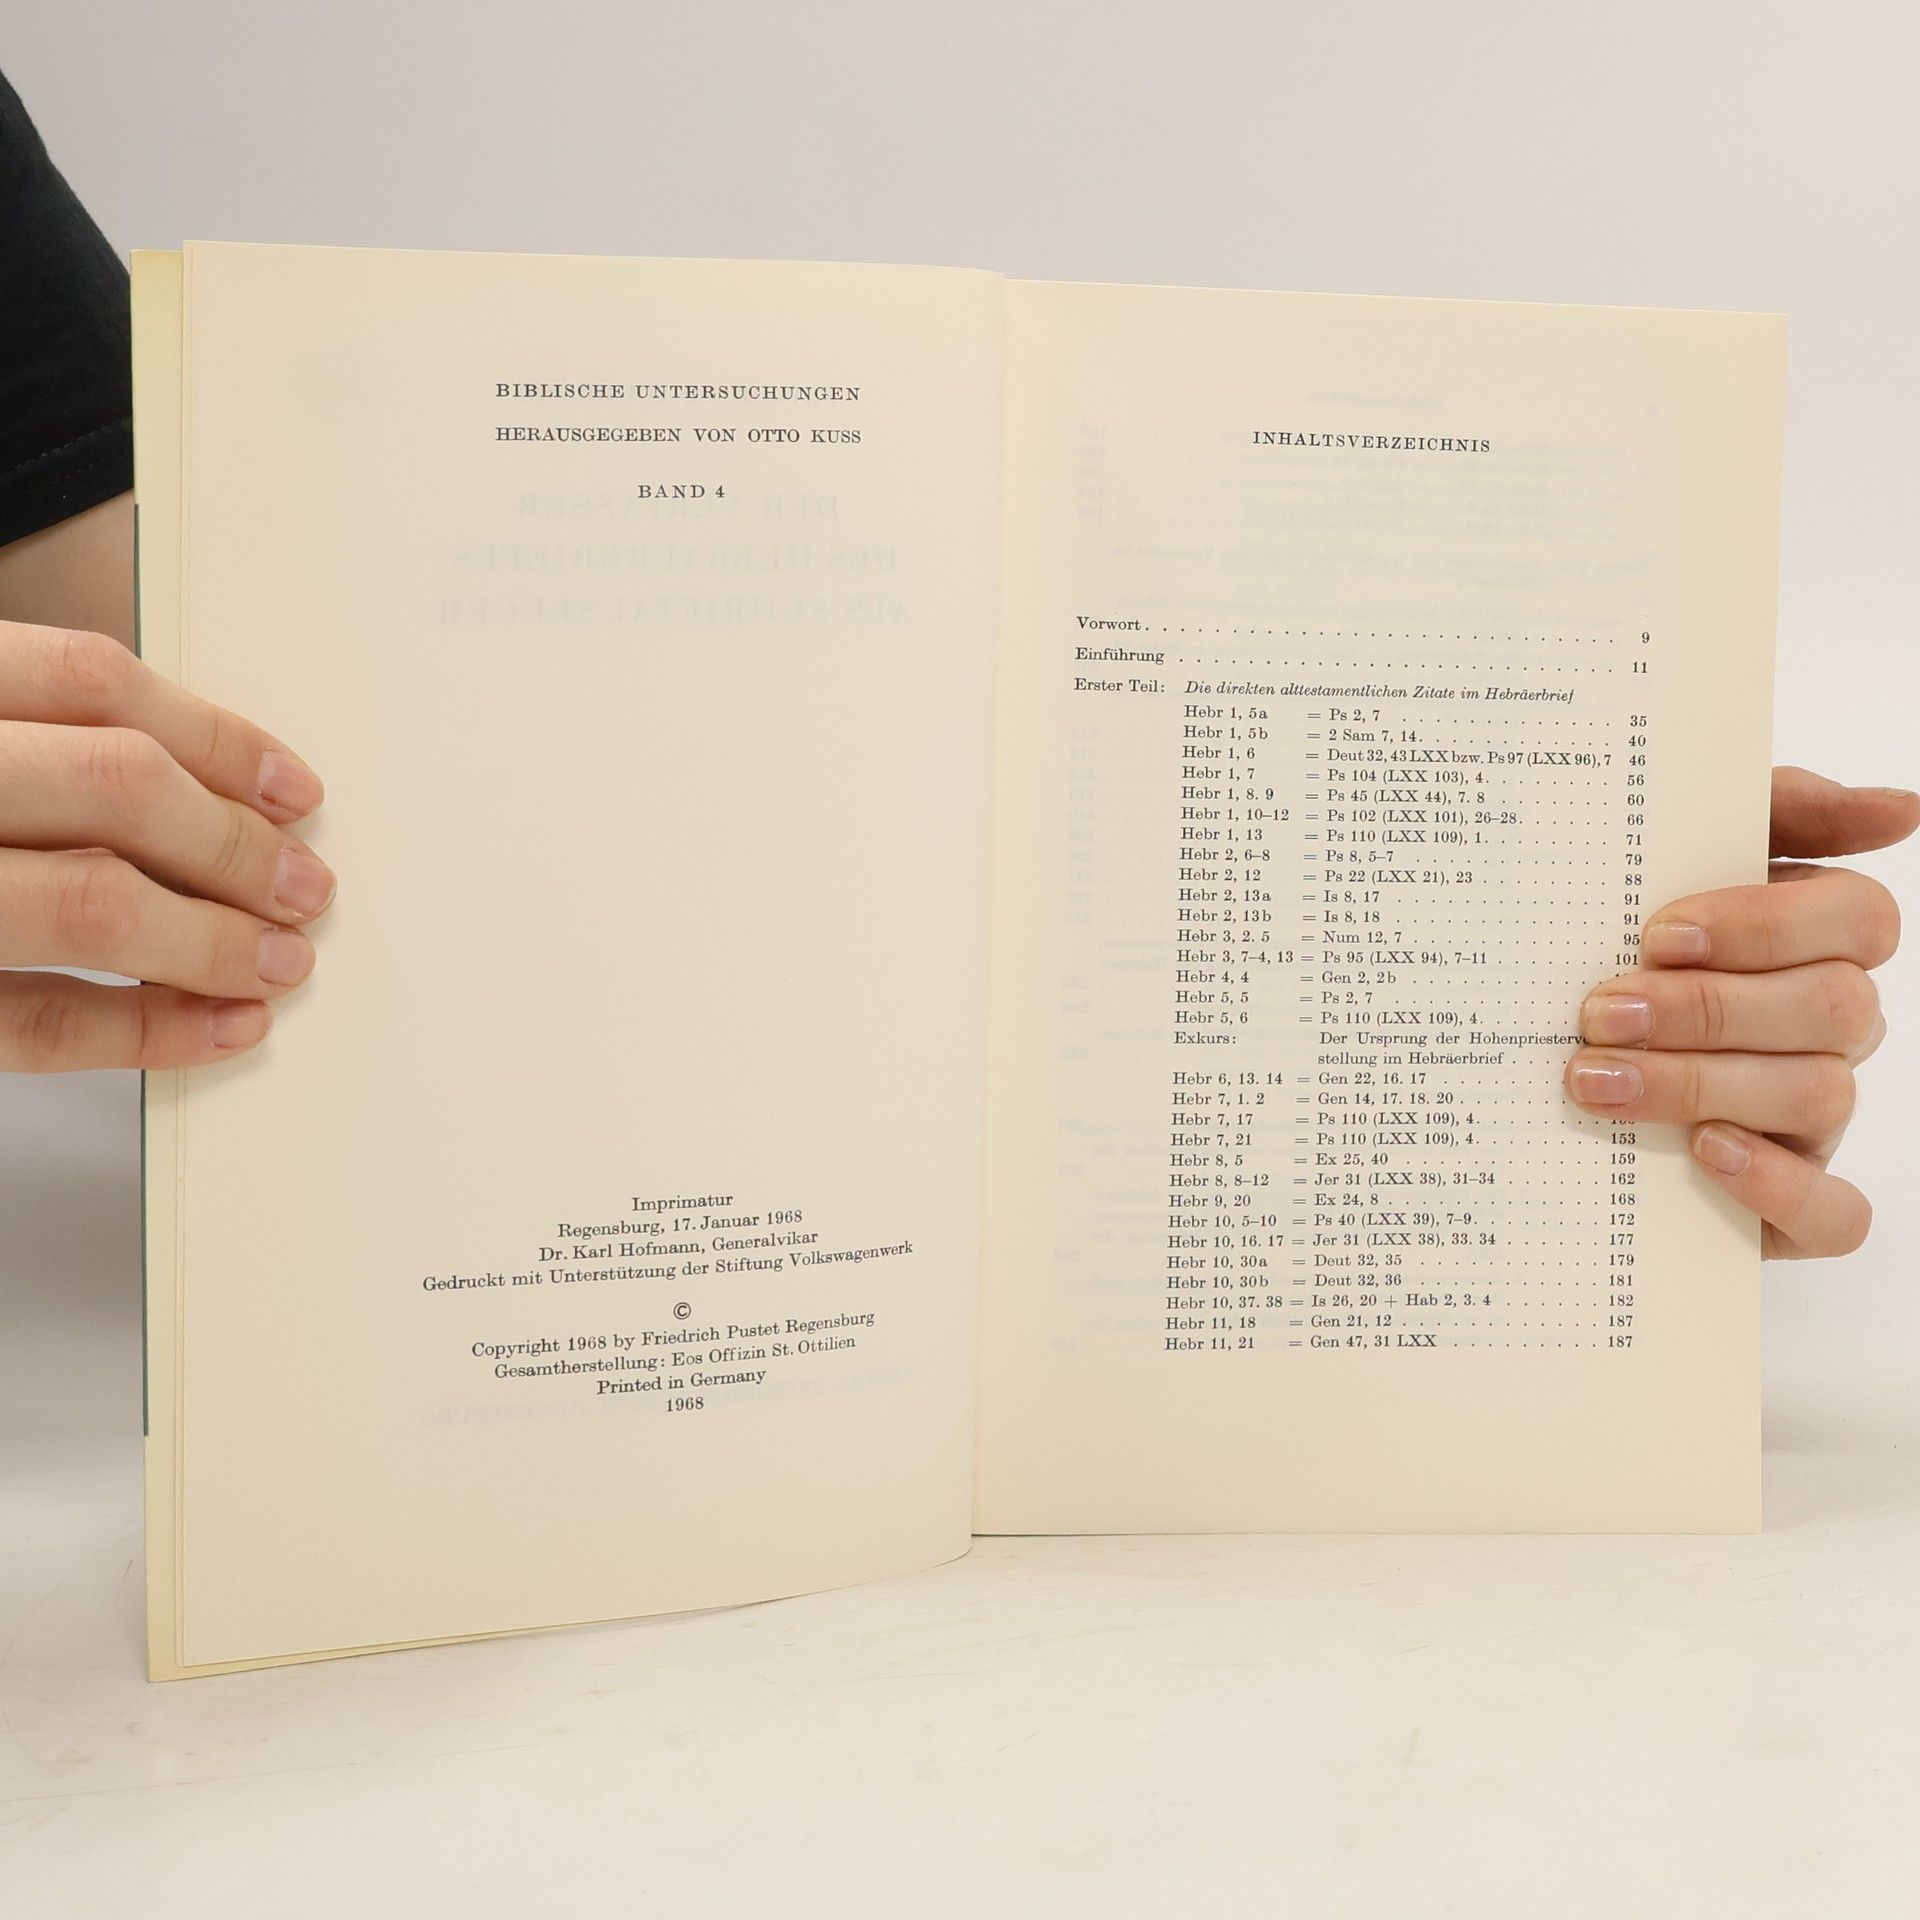 BIBLISCHE UNTERSUCHUNGEN
HERAUSGEGEBEN VON OTTO KUSS
BAND 4
Imprimatur
Regensburg, 17. Januar 1968
Dr. Karl Hofmann, Generalvikar
Gedruckt mit Unterstützung der Stiftung Volkswagenwerk
©
Copyright 1968 by Friedrich Pustet Regensburg
Gesamtherstellung: Eos Offizin St. Ottilien
Printed in Germany
1968
INHALTSVERZEICHNIS
Vorwort . . . . . . . . . . . . . . . . . . . . . . . . . . . . 9
Einführung . . . . . . . . . . . . . . . . . . . . . . . . . . 11
Erster Teil: Die direkten alttestamentlichen Zitate im Hebräerbrief
Hebr 1, 5a = Ps 2, 7 . . . . . . . . . . . . . 35
Hebr 1, 5b = 2 Sam 7, 14. . . . . . . . . . . . 40
Hebr 1, 6 = Deut 32, 43 LXX bzw. Ps 97 (LXX 96), 7 46
Hebr 1, 7 = Ps 104 (LXX 103), 4. . . . . . . . 56
Hebr 1, 8. 9 = Ps 45 (LXX 44), 7. 8 . . . . . . . 60
Hebr 1, 10–12 = Ps 102 (LXX 101), 26–28. . . . . . 66
Hebr 1, 13 = Ps 110 (LXX 109), 1. . . . . . . . 71
Hebr 2, 6–8 = Ps 8, 5–7 . . . . . . . . . . . . 79
Hebr 2, 12 = Ps 22 (LXX 21), 23 . . . . . . . . 88
Hebr 2, 13a = Is 8, 17 . . . . . . . . . . . . . 91
Hebr 2, 13b = Is 8, 18 . . . . . . . . . . . . . 91
Hebr 3, 2. 5 = Num 12, 7 . . . . . . . . . . . . 95
Hebr 3, 7–4, 13 = Ps 95 (LXX 94), 7–11 . . . . . . . 101
Hebr 4, 4 = Gen 2, 2b . . . . . . . . . . . .
Hebr 5, 5 = Ps 2, 7 . . . . . . . . . . . .
Hebr 5, 6 = Ps 110 (LXX 109), 4. . . . . .
Exkurs: Der Ursprung der
stellung im Hebräerbrief . . . .
Hebr 6, 13. 14 = Gen 22, 16. 17 . . . . . . . .
Hebr 7, 1. 2 = Gen 14, 17. 18. 20 . . . . . . .
Hebr 7, 17 = Ps 110 (LXX 109), 4. . . . . . . .
Hebr 7, 21 = Ps 110 (LXX 109), 4. . . . . . . . 153
Hebr 8, 5 = Ex 25, 40 . . . . . . . . . . . . 159
Hebr 8, 8–12 = Jer 31 (LXX 38), 31–34 . . . . . . 162
Hebr 9, 20 = Ex 24, 8 . . . . . . . . . . . . . 168
Hebr 10, 5–10 = Ps 40 (LXX 39), 7–9. . . . . . . . 172
Hebr 10, 16. 17 = Jer 31 (LXX 38), 33. 34 . . . . . . 177
Hebr 10, 30a = Deut 32, 35 . . . . . . . . . . . 179
Hebr 10, 30b = Deut 32, 36 . . . . . . . . . . . 181
Hebr 10, 37. 38 = Is 26, 20 + Hab 2, 3. 4 . . . . . . 182
Hebr 11, 18 = Gen 21, 12 . . . . . . . . . . . . 187
Hebr 11, 21 = Gen 47, 31 LXX . . . . . . . . . 187